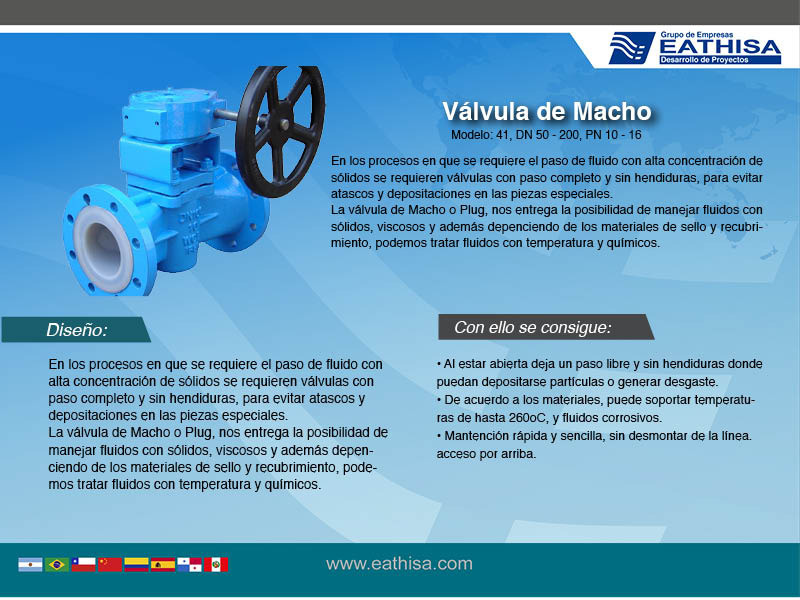 Grupo de Empresas
EATHISA
Desarrollo de Proyectos
Válvula de Macho
Modelo: 41, DN 50 - 200, PN 10 - 16
En los procesos en que se requiere el paso de fluido con alta concentración de
sólidos se requieren válvulas con paso completo y sin hendiduras, para evitar
atascos y depositaciones en las piezas especiales.
La válvula de Macho o Plug, nos entrega la posibilidad de manejar fluidos con
sólidos, viscosos y además depenciendo de los materiales de sello y recubri-
miento, podemos tratar fluidos con temperatura y químicos.
Diseño:
En los procesos en que se requiere el paso de fluido con
alta concentración de sólidos se requieren válvulas con
paso completo y sin hendiduras, para evitar atascos y
depositaciones en las piezas especiales.
La válvula de Macho o Plug, nos entrega la posibilidad de
manejar fluidos con sólidos, viscosos y además depen-
ciendo de los materiales de sello y recubrimiento, pode-
mos tratar fluidos con temperatura y químicos.
Con ello se consigue:
• Al estar abierta deja un paso libre y sin hendiduras donde
puedan depositarse partículas o generar desgaste.
• De acuerdo a los materiales, puede soportar temperatu-
ras de hasta 260oC, y fluidos corrosivos.
• Mantención rápida y sencilla, sin desmontar de la línea.
acceso por arriba.
www.eathisa.com